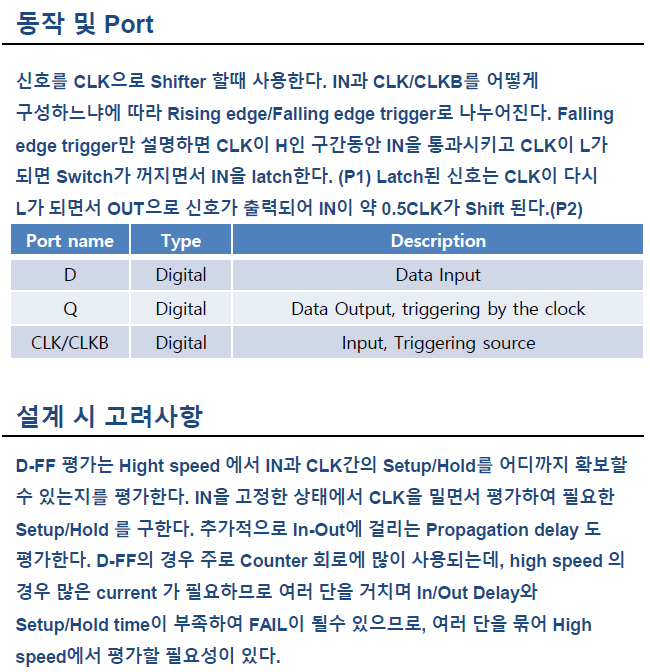 동작 및 Port
신호를 CLK으로 Shifter 할때 사용한다. IN과 CLK/CLKB를 어떻게
구성하느냐에 따라 Rising edge/Falling edge trigger로 나누어진다. Falling
edge trigger만 설명하면 CLK이 H인 구간동안 IN을 통과시키고 CLK이 L가
되면 Switch가 꺼지면서 IN을 latch한다. (P1) Latch된 신호는 CLK이 다시
L가 되면서 OUT으로 신호가 출력되어 IN이 약 0.5CLK가 Shift 된다.(P2)
Port name Type Description
D Digital Data Input
Q Digital Data Output, triggering by the clock
CLK/CLKB Digital Input, Triggering source
설계 시 고려사항
D-FF 평가는 Hight speed 에서 IN과 CLK간의 Setup/Hold를 어디까지 확보할
수 있는지를 평가한다. IN을 고정한 상태에서 CLK을 밀면서 평가하여 필요한
Setup/Hold 를 구한다. 추가적으로 In-Out에 걸리는 Propagation delay 도
평가한다. D-FF의 경우 주로 Counter 회로에 많이 사용되는데, high speed 의
경우 많은 current 가 필요하므로 여러 단을 거치며 In/Out Delay와
Setup/Hold time이 부족하여 FAIL이 될수 있으므로, 여러 단을 묶어 High
speed에서 평가할 필요성이 있다.